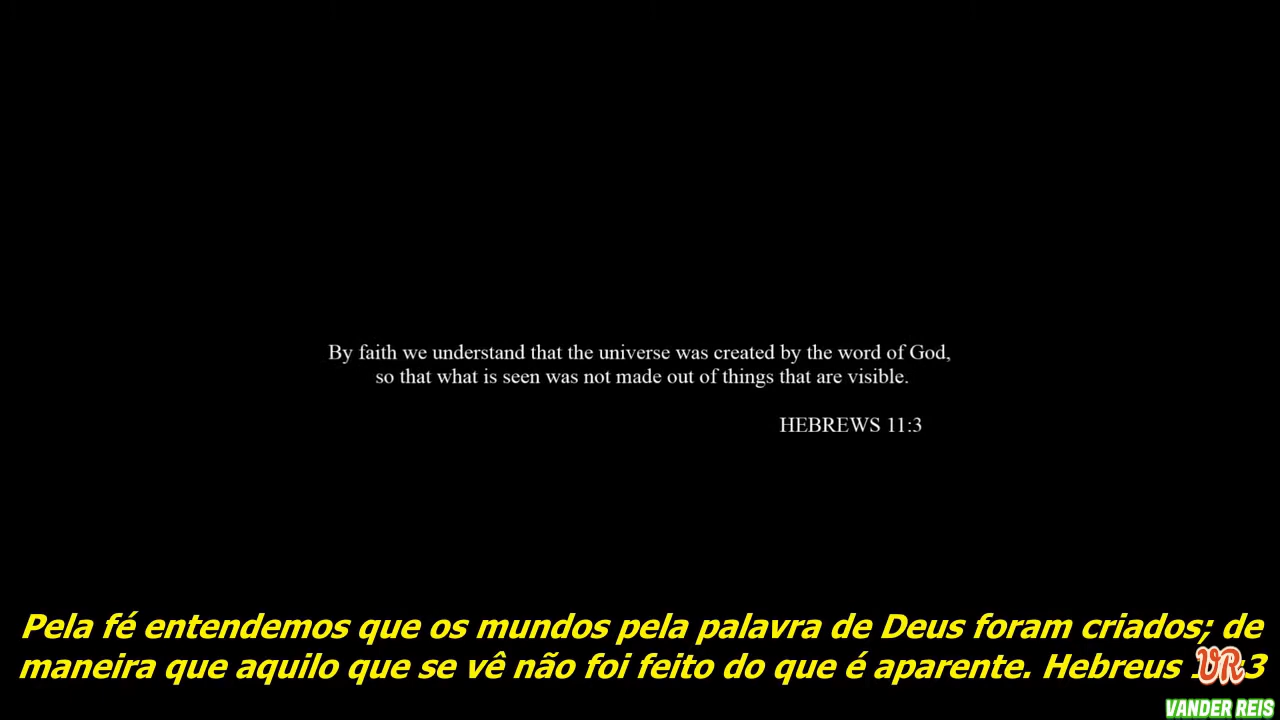 By faith we understand that the universe was created by the word of God,
so that what is seen was not made out of things that are visible.
HEBREWS 11:3
Pela fé entendemos que os mundos pela palavra de Deus foram criados; de
maneira que aquilo que se vê não foi feito do que é aparente. Hebreus
VR
VANDER REIS